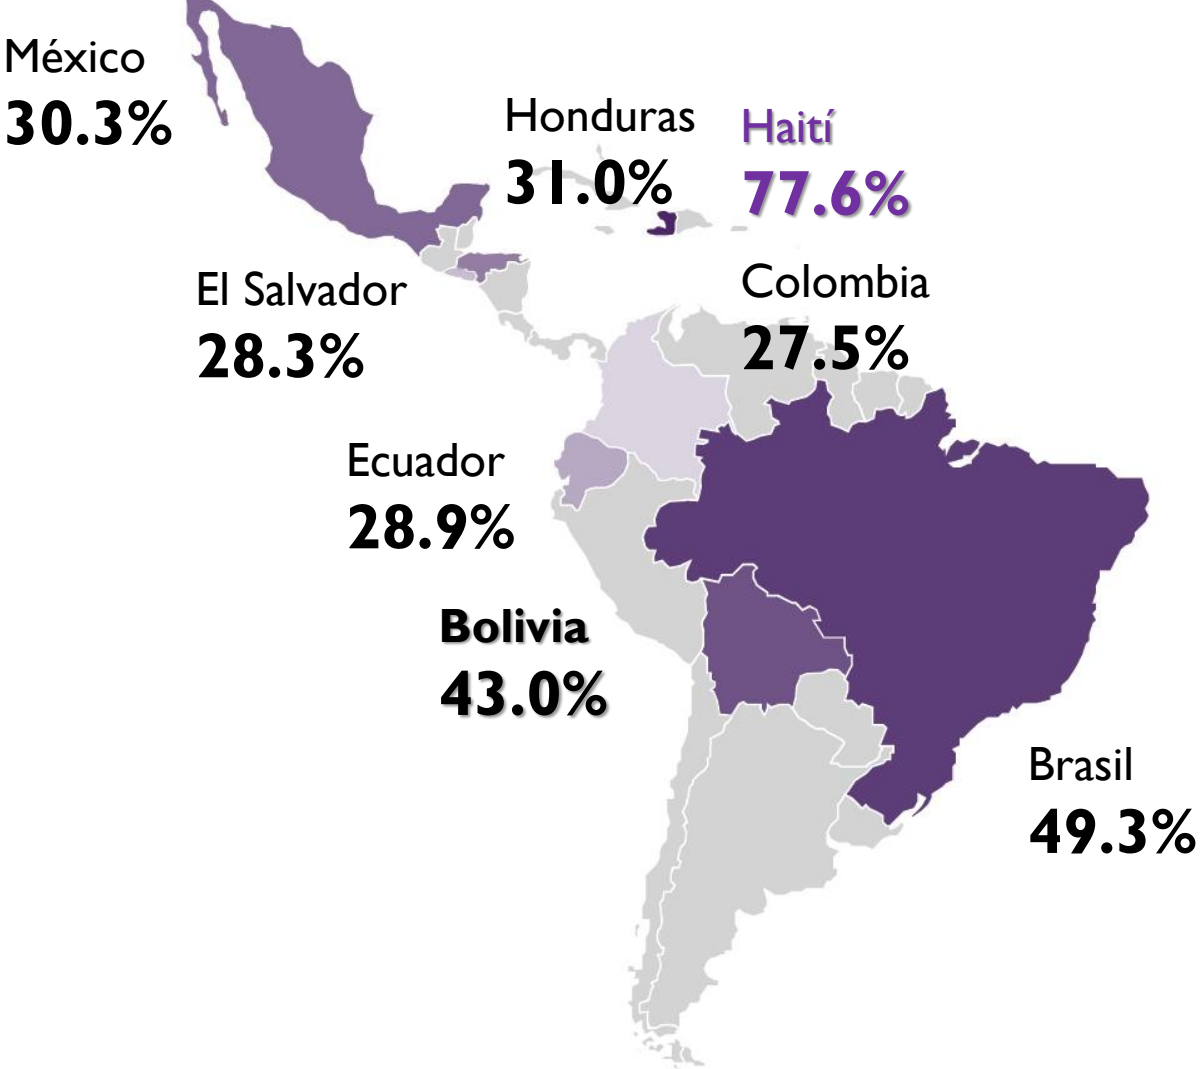 México
30.3%
Honduras
31.0%
Haití
77.6%
El Salvador
28.3%
Colombia
27.5%
Ecuador
28.9%
Bolivia
43.0%
Brasil
49.3%